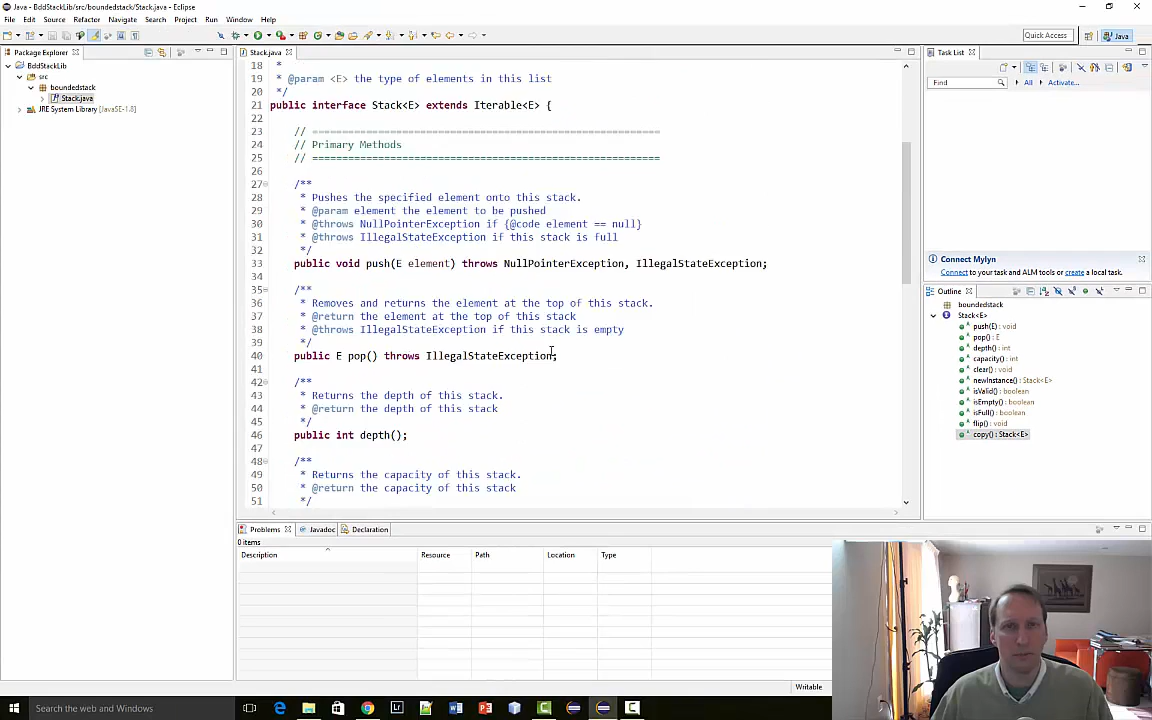 Java - BddStackLib/src/boundedstack/Stack.java - Eclipse
File Edit Source Refactor Navigate Search Project Run Window Help
Quick Access
Java
Package Explorer
BddStackLib
src
boundedstack
Stack.java
JRE System Library [JavaSE-1.8]
Stack.java
18 *
19 * @param <E> the type of elements in this list
20 */
21 public interface Stack<E> extends Iterable<E> {
22
23 // ==========================================================
24 // Primary Methods
25 // ==========================================================
26
27 /**
28 * Pushes the specified element onto this stack.
29 * @param element the element to be pushed
30 * @throws NullPointerException if {@code element == null}
31 * @throws IllegalStateException if this stack is full
32 */
33 public void push(E element) throws NullPointerException, IllegalStateException;
34
35 /**
36 * Removes and returns the element at the top of this stack.
37 * @return the element at the top of this stack
38 * @throws IllegalStateException if this stack is empty
39 */
40 public E pop() throws IllegalStateException;
41
42 /**
43 * Returns the depth of this stack.
44 * @return the depth of this stack
45 */
46 public int depth();
47
48 /**
49 * Returns the capacity of this stack.
50 * @return the capacity of this stack
51 */
Task List
Find
All
Activate...
Connect Mylyn
Connect to your task and ALM tools or create a local task.
Outline
boundedstack
Stack<E>
push(E) : void
pop() : E
depth() : int
capacity() : int
clear() : void
newInstance() : Stack<E>
isValid() : boolean
isEmpty() : boolean
isFull() : boolean
flip() : void
copy() : Stack<E>
Problems Javadoc Declaration
0 items
Description Resource Path Location Type
Writable
Search the web and Windows